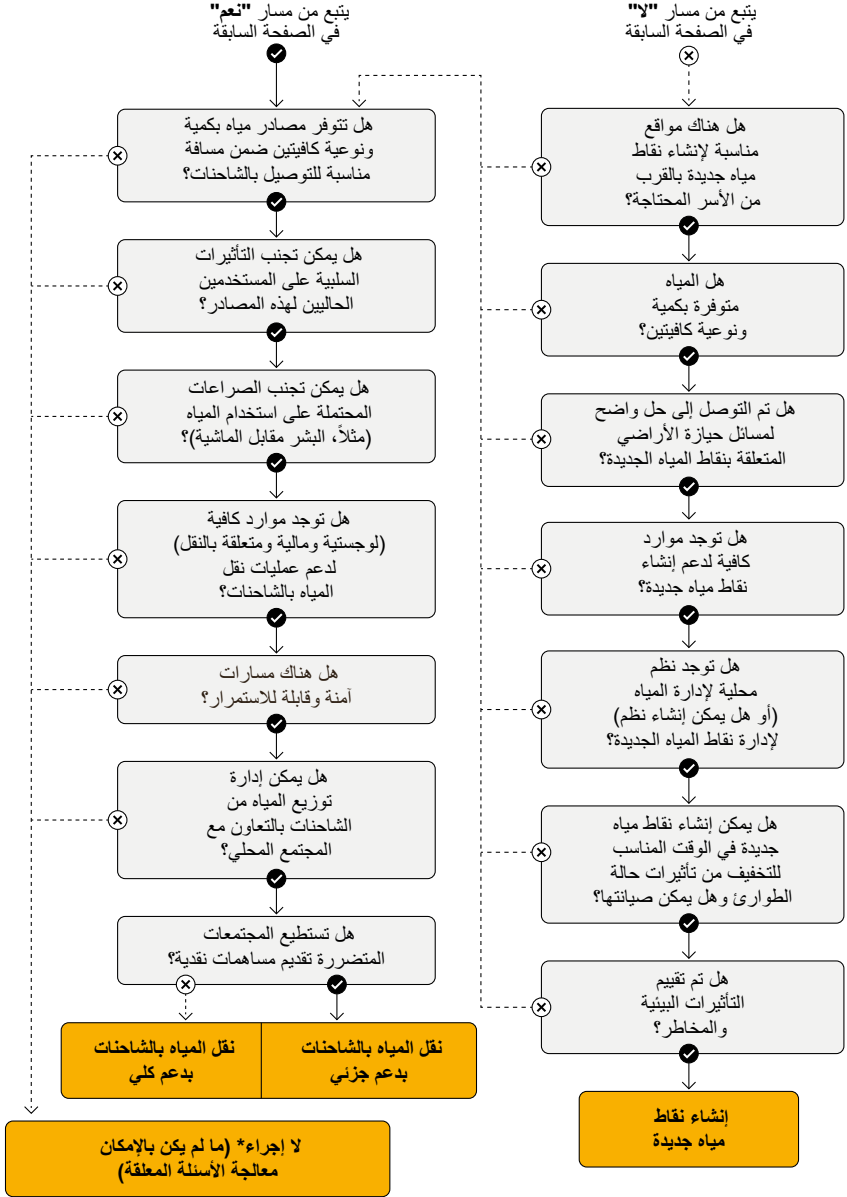 يتبع من مسار "لا"
في الصفحة السابقة
هل هناك مواقع
مناسبة لإنشاء نقاط
مياه جديدة بالقرب
من الأسر المحتاجة؟
هل المياه
متوفرة بكمية
ونوعية كافيتين؟
هل تم التوصل إلى حل واضح
لمسائل حيازة الأراضي
المتعلقة بنقاط المياه الجديدة؟
هل توجد موارد
كافية لدعم إنشاء
نقاط مياه جديدة؟
هل توجد نظم
محلية لإدارة المياه
(أو هل يمكن إنشاء نظم)
لإدارة نقاط المياه الجديدة؟
هل يمكن إنشاء نقاط مياه
جديدة في الوقت المناسب
للتخفيف من تأثيرات حالة
الطوارئ وهل يمكن صيانتها؟
هل تم تقييم
التأثيرات البيئية
والمخاطر؟
إنشاء نقاط
مياه جديدة
يتبع من مسار "نعم"
في الصفحة السابقة
هل تتوفر مصادر مياه بكمية
ونوعية كافيتين ضمن مسافة
مناسبة للتوصيل بالشاحنات؟
هل يمكن تجنب التأثيرات
السلبية على المستخدمين
الحاليين لهذه المصادر؟
هل يمكن تجنب الصراعات
المحتملة على استخدام المياه
(مثلاً، البشر مقابل الماشية)؟
هل توجد موارد كافية
(لوجستية ومالية ومتعلقة بالنقل)
لدعم عمليات نقل
المياه بالشاحنات؟
هل هناك مسارات
آمنة وقابلة للاستمرار؟
هل يمكن إدارة
توزيع المياه من
الشاحنات بالتعاون مع
المجتمع المحلي؟
هل تستطيع المجتمعات
المتضررة تقديم مساهمات نقدية؟
نقل المياه بالشاحنات
بدعم جزئي
نقل المياه بالشاحنات
بدعم كلي
لا إجراء* (ما لم يكن بالإمكان
معالجة الأسئلة المعلقة)